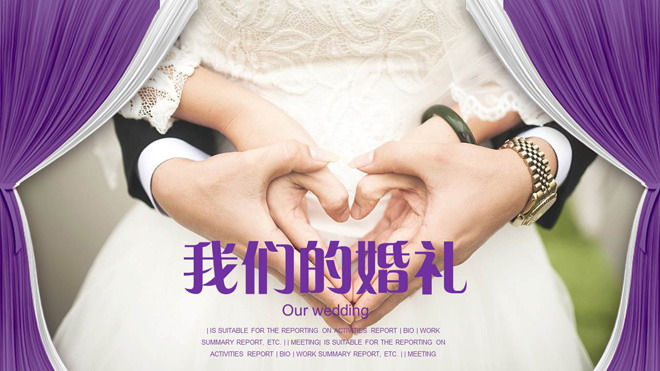 我们的婚礼
Our wedding
| IS SUITABLE FOR THE REPORTING ON ACTIVITIES REPORT | BIO | WORK
SUMMARY REPORT, ETC. | | MEETING| IS SUITABLE FOR THE REPORTING ON
ACTIVITIES REPORT | BIO | WORK SUMMARY REPORT, ETC. | | MEETING